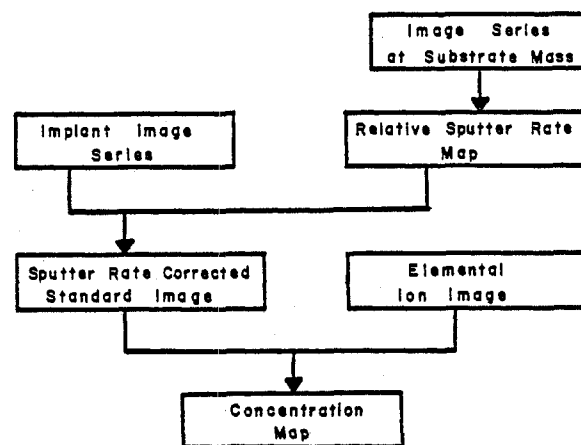 Image Series
at Substrate Mass
Implant Image
Series
Relative Sputter Rate
Map
Sputter Rate Corrected
Standard Image
Elemental
Ion Image
Concentration
Map